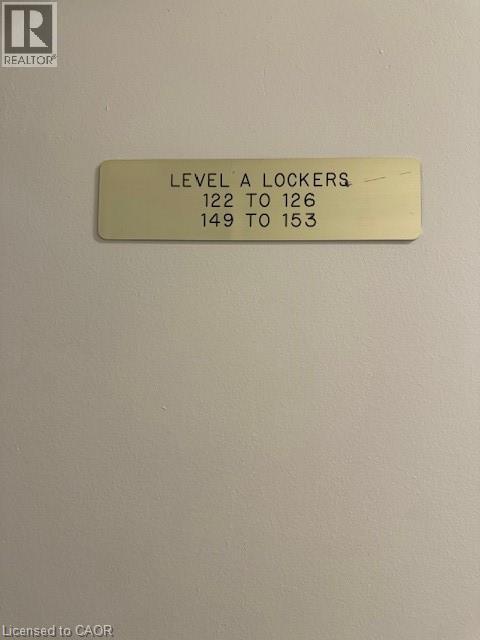 R
REALTOR®
LEVEL A LOCKERS
122 TO 126
149 TO 153
Licensed to CAOR